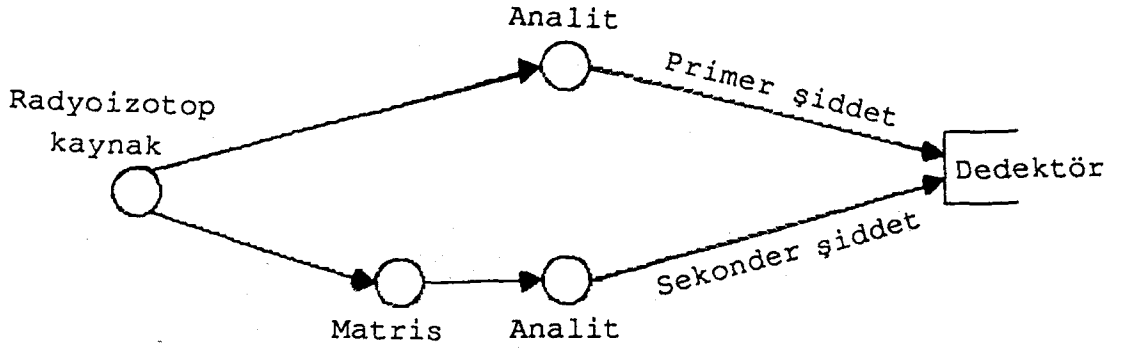 Analit
Primer şiddet
Radyoizotop
kaynak
Dedektör
Sekonder şiddet
Matris
Analit